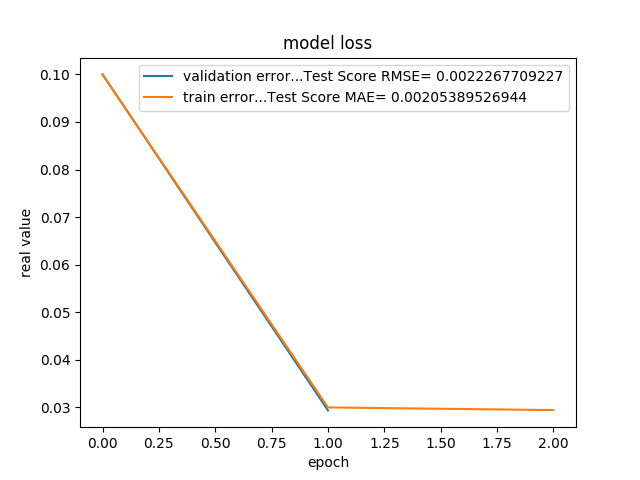 model loss
validation error...Test Score RMSE= 0.0022267709227
train error...Test Score MAE= 0.00205389526944
0.10
0.09
0.08
0.07
0.06
0.05
0.04
0.03
real value
0.00 0.25 0.50 0.75 1.00 1.25 1.50 1.75 2.00
epoch